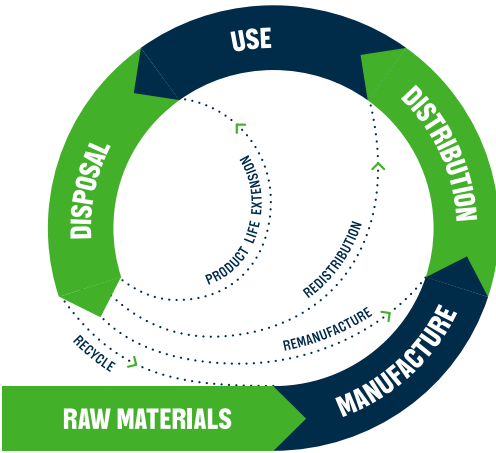 USE
DISTRIBUTION
DISPOSAL
PRODUCT LIFE EXTENSION
REDISTRIBUTION
REMANUFACTURE
RECYCLE
MANUFACTURE
RAW MATERIALS